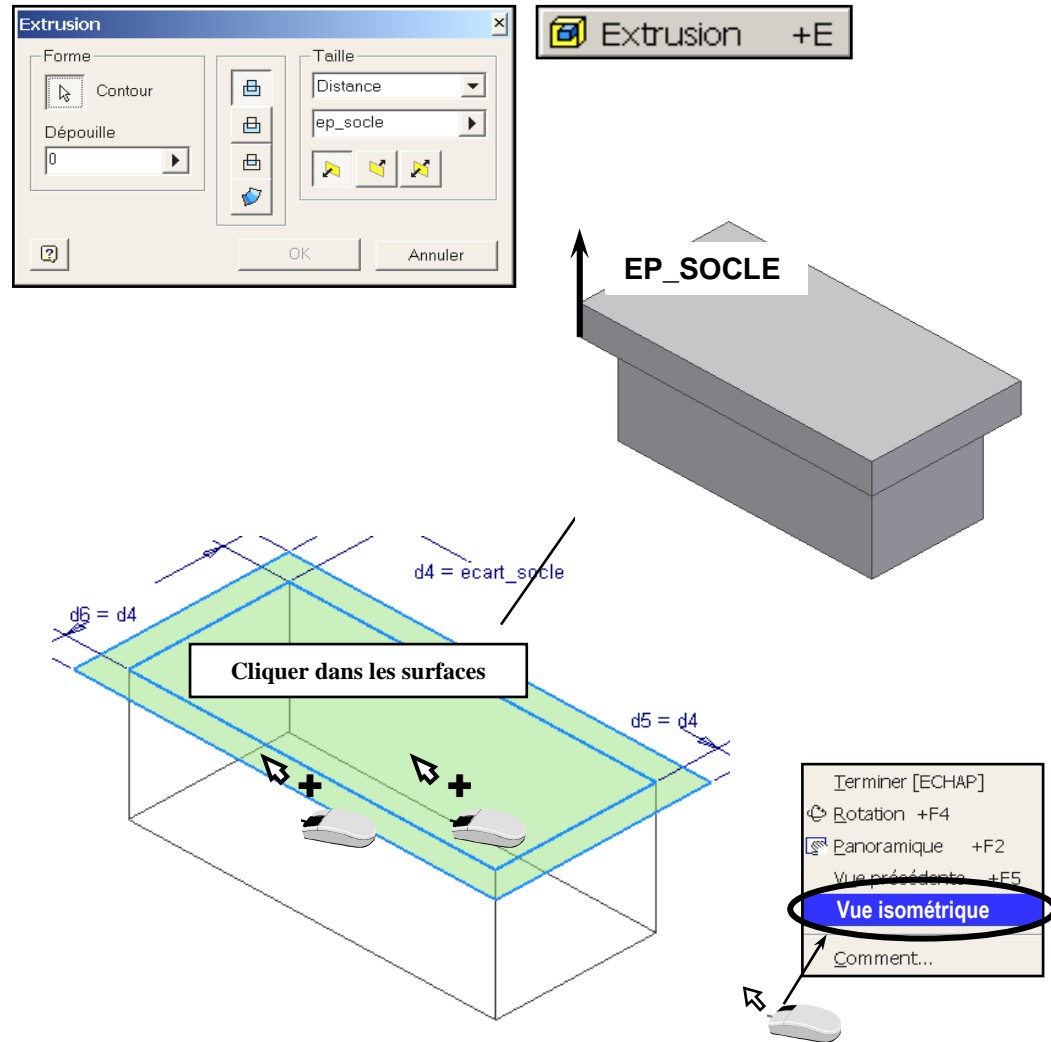 Extrusion
Forme
Contour
Dépouille
0
Taille
Distance
ep_socle
OK
Annuler
Extrusion +E
EP_SOCLE
d4 = ecart_socle
d6 = d4
Cliquer dans les surfaces
d5 = d4
Terminer [ECHAP]
Rotation +F4
Panoramique +F2
Vue précédente +F5
Vue isométrique
Comment...